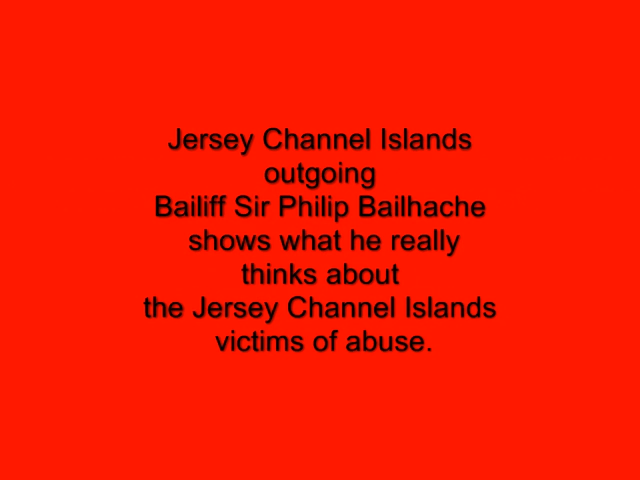 Jersey Channel Islands
outgoing
Bailiff Sir Philip Bailhache
shows what he really
thinks about
the Jersey Channel Islands
victims of abuse.